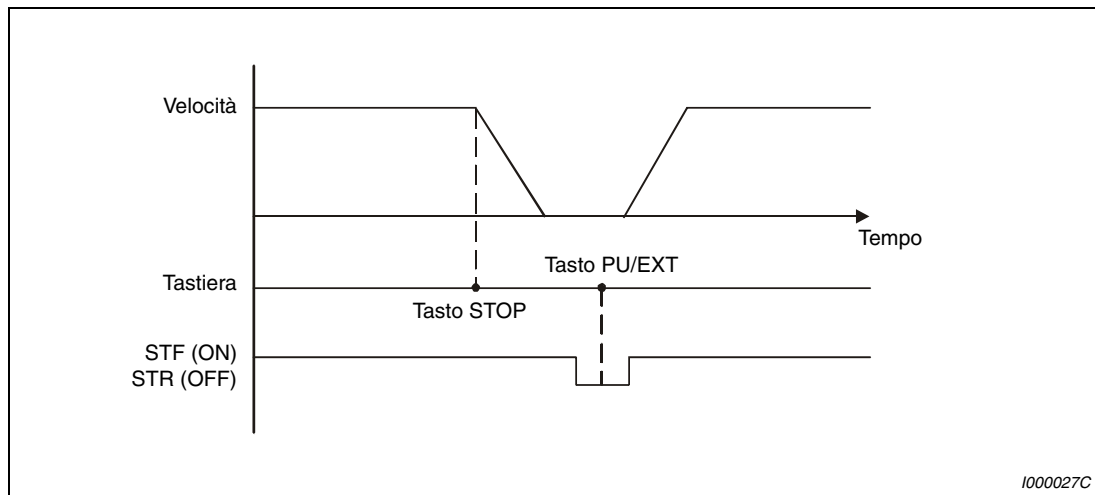 Velocità
Tempo
Tastiera
Tasto PU/EXT
Tasto STOP
STF (ON)
STR (OFF)
I000027C